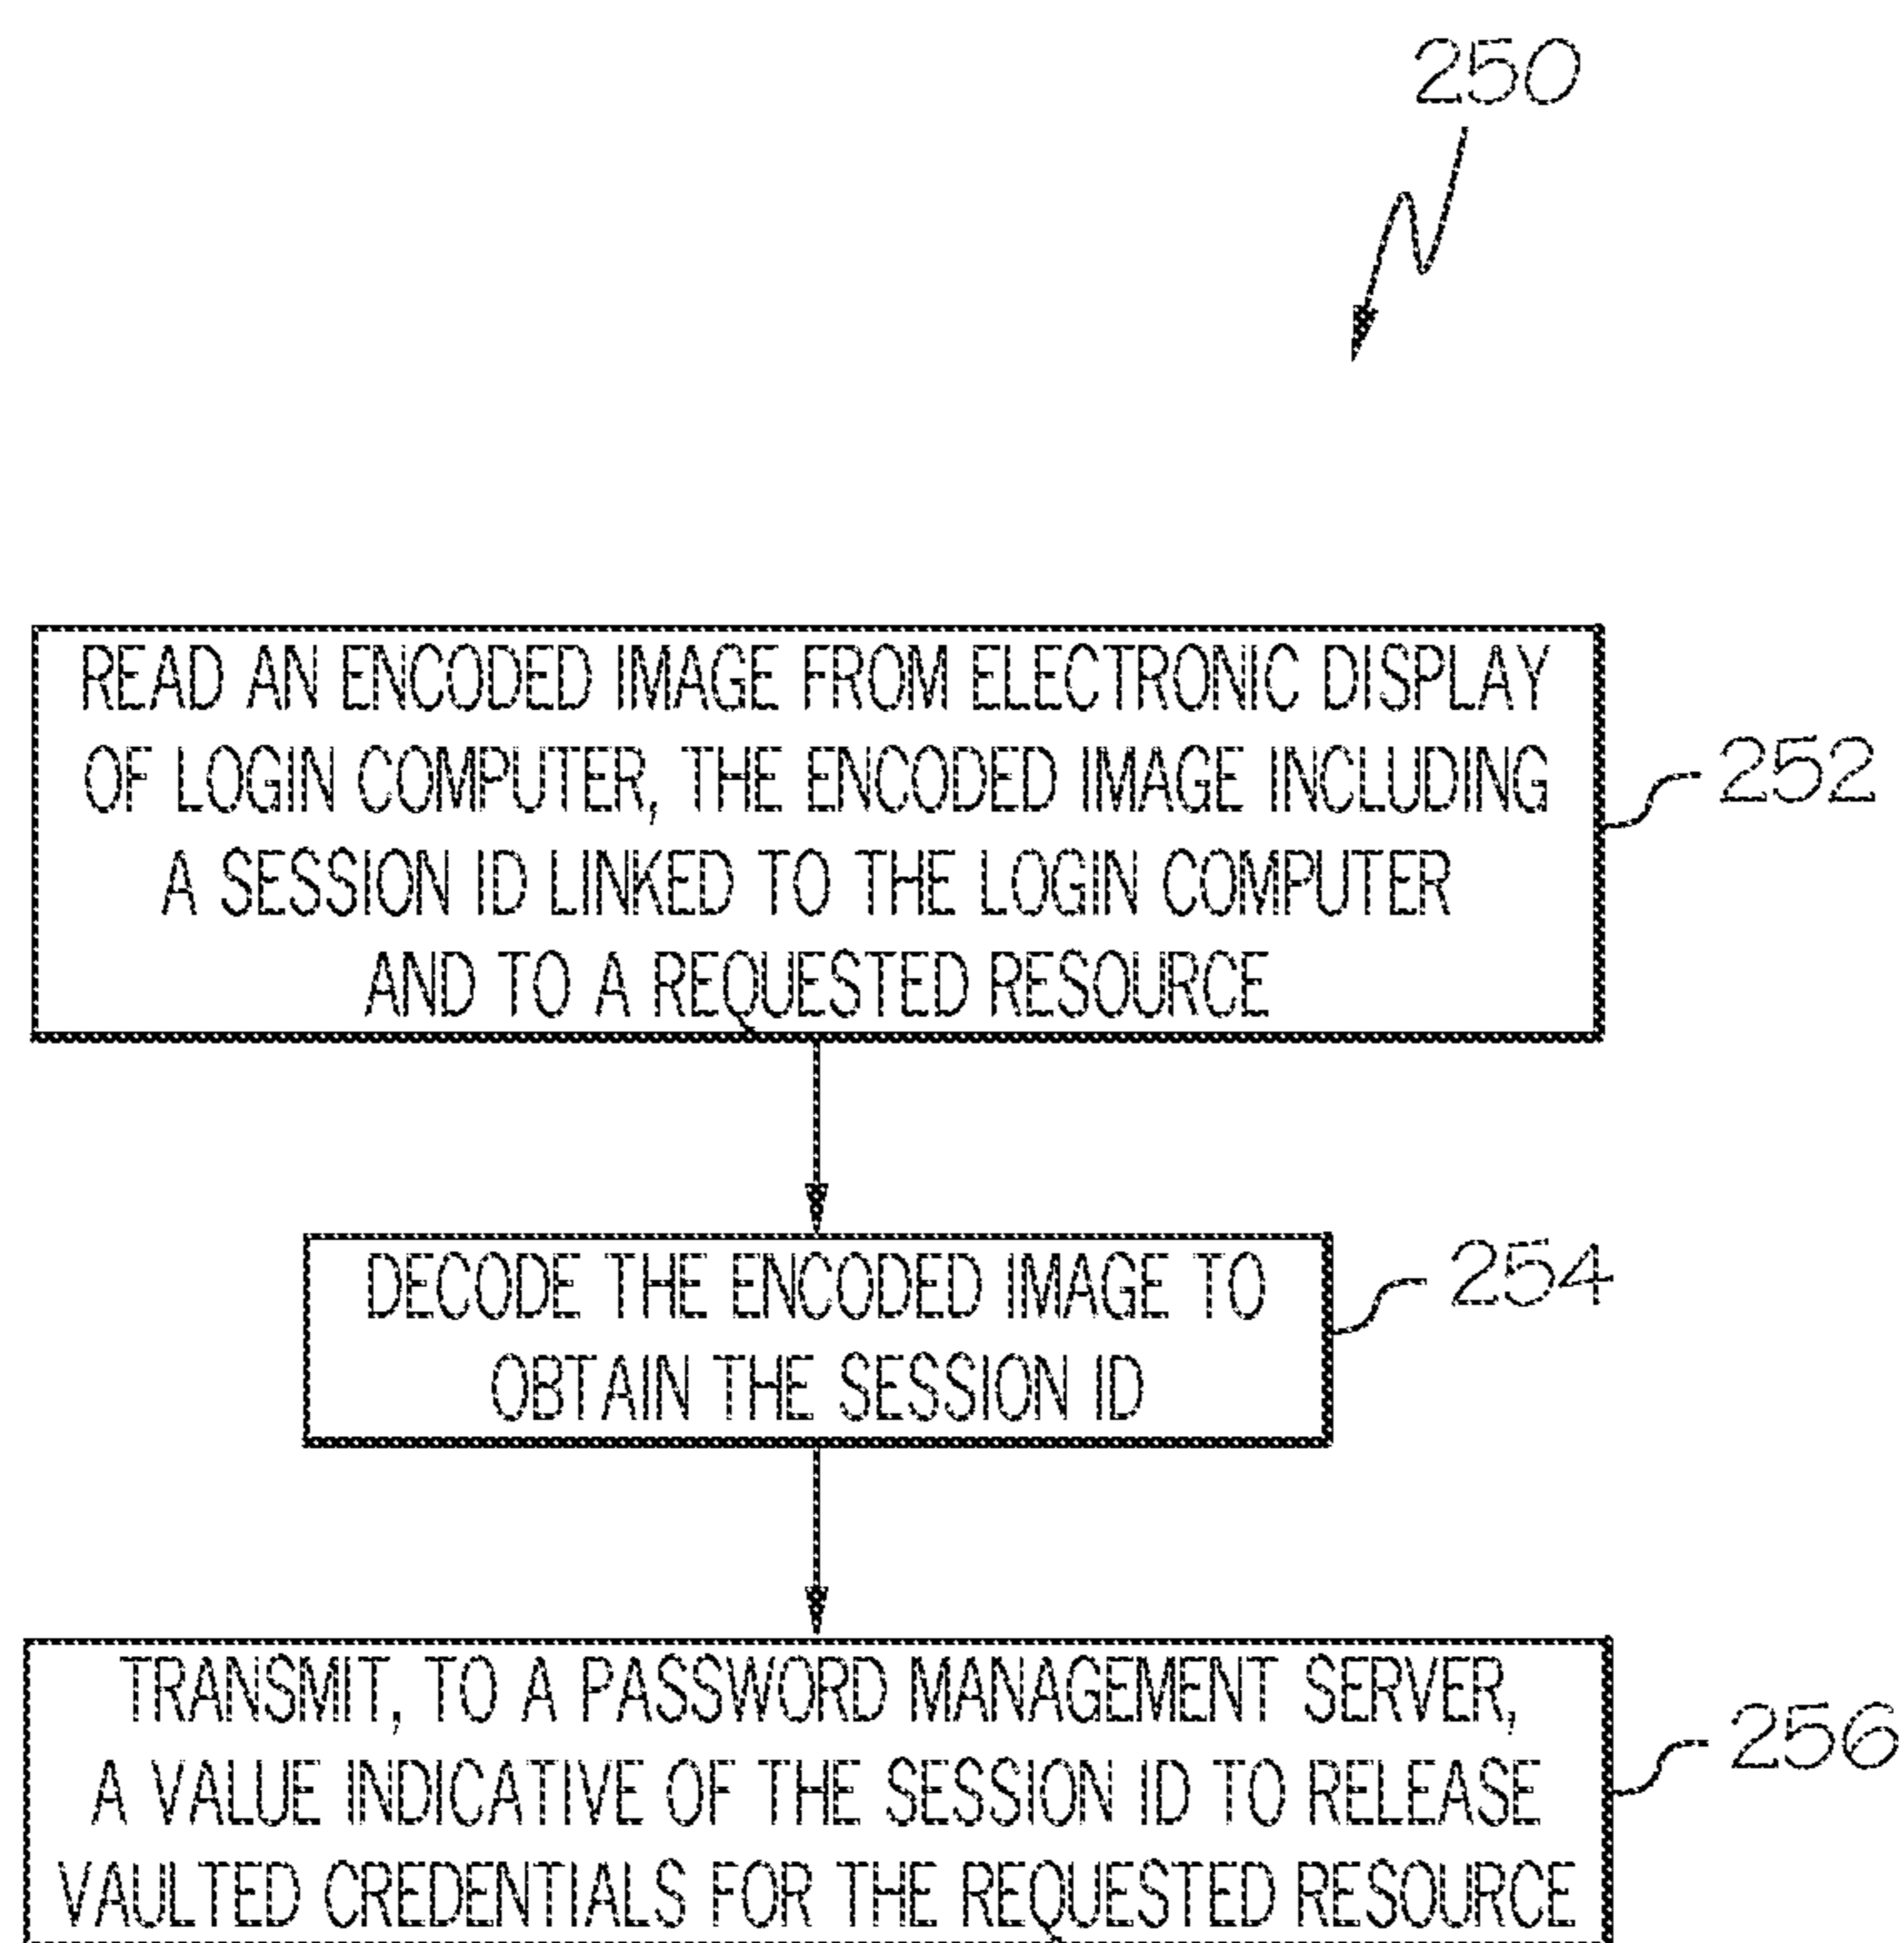 250
READ AN ENCODED IMAGE FROM ELECTRONIC DISPLAY
OF LOGIN COMPUTER, THE ENCODED IMAGE INCLUDING
A SESSION ID LINKED TO THE LOGIN COMPUTER
AND TO A REQUESTED RESOURCE
252
DECODE THE ENCODED IMAGE TO
OBTAIN THE SESSION ID
254
TRANSMIT, TO A PASSWORD MANAGEMENT SERVER,
A VALUE INDICATIVE OF THE SESSION ID TO RELEASE
VAULTED CREDENTIALS FOR THE REQUESTED RESOURCE
256